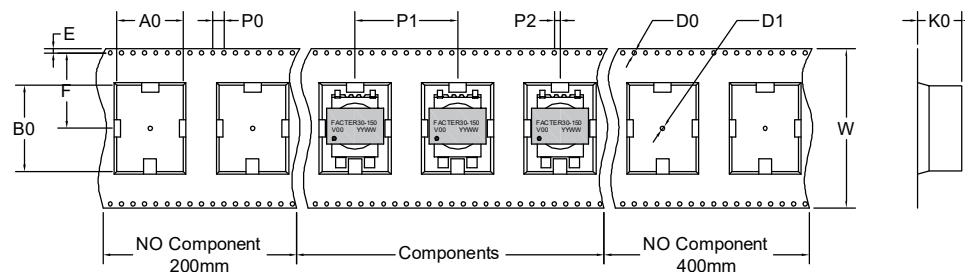 A0
P0
P1
P2
D0
D1
K0
E
F
B0
W
FACTER30-150
V00 YYWW
FACTER30-150
V00 YYWW
FACTER30-150
V00 YYWW
NO Component
200mm
Components
NO Component
400mm